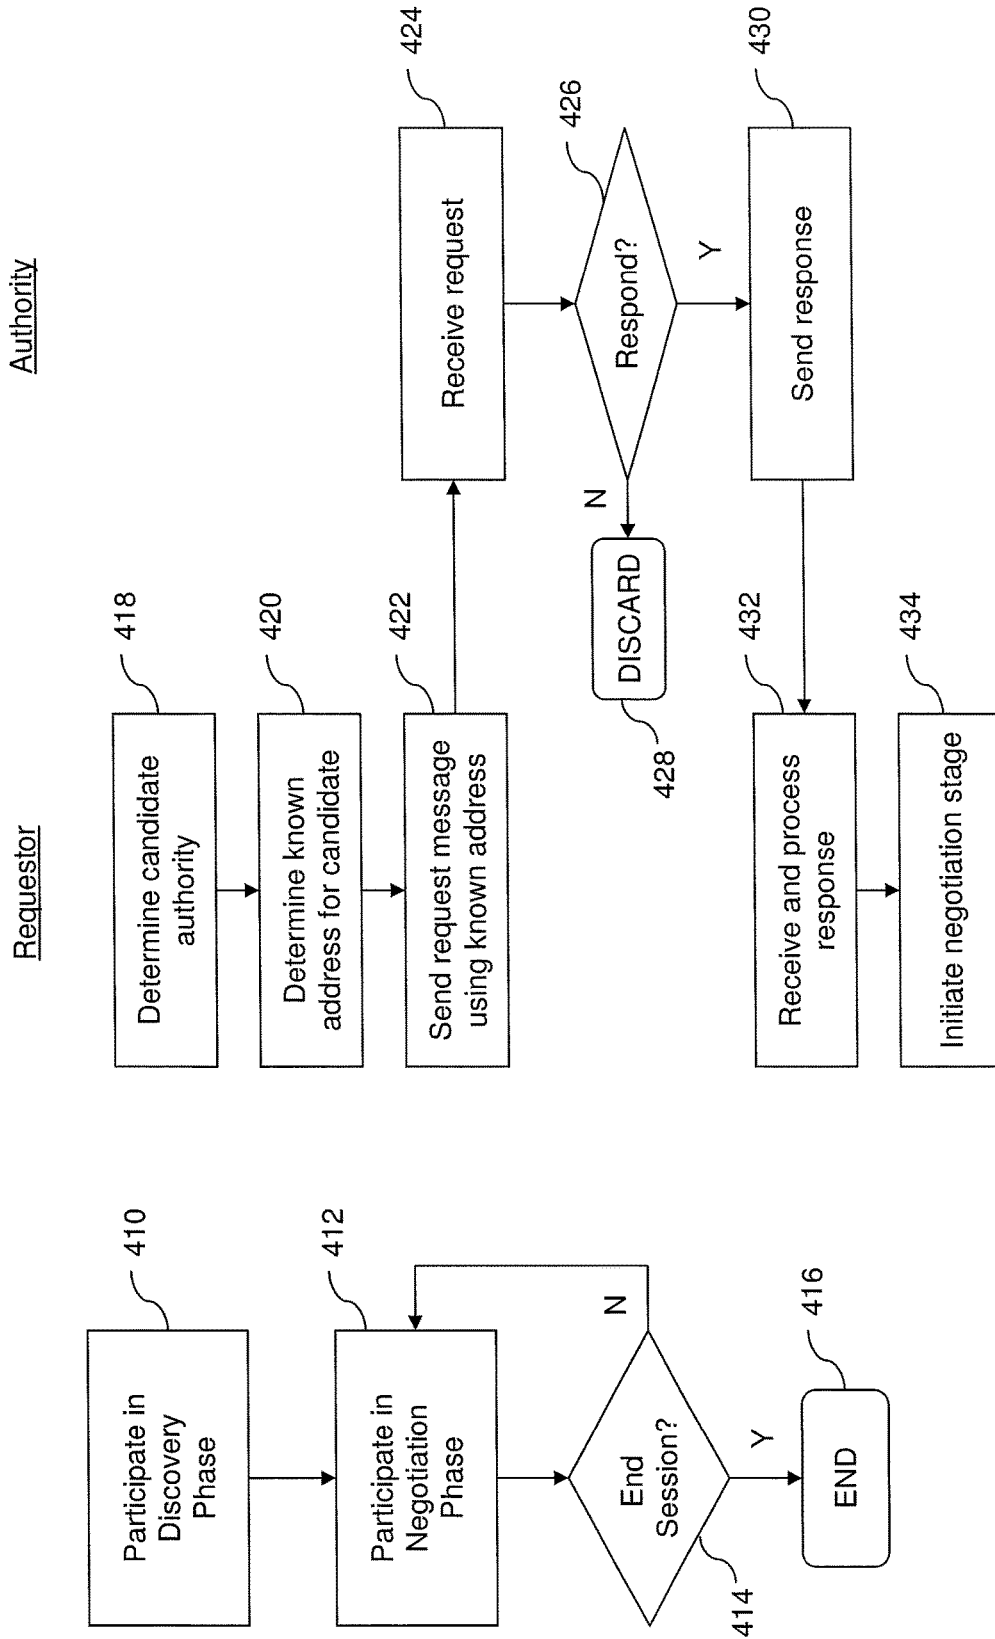 Participate in
Discovery
Phase
410
Participate in
Negotiation
Phase
412
End
Session?
414
N
Y
END
416
Requestor
Authority
Determine candidate
authority
418
Determine known
address for candidate
420
Send request message
using known address
422
Receive request
424
Respond?
426
N
DISCARD
428
Y
Send response
430
Receive and process
response
432
Initiate negotiation stage
434